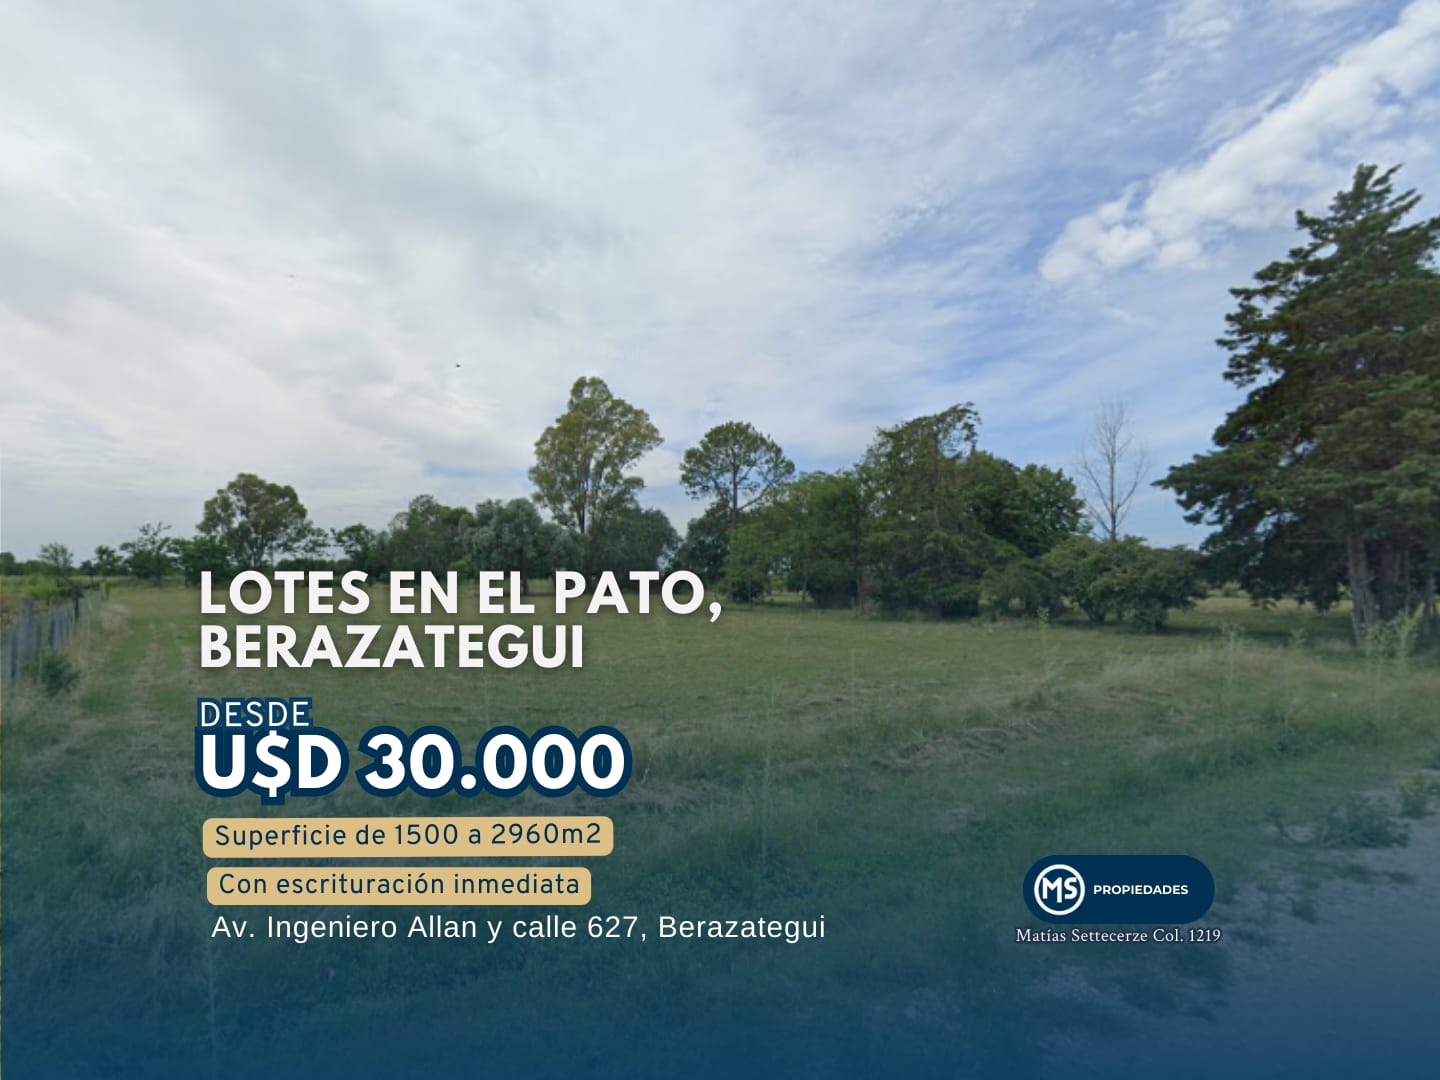 LOTES EN EL PATO,
BERAZATEGUI
DESDE
U$D 30.000
Superficie de 1500 a 2960m2
Con escrituración inmediata
Av. Ingeniero Allan y calle 627, Berazategui
MS PROPIEDADES
Matías Settecerze Col. 1219